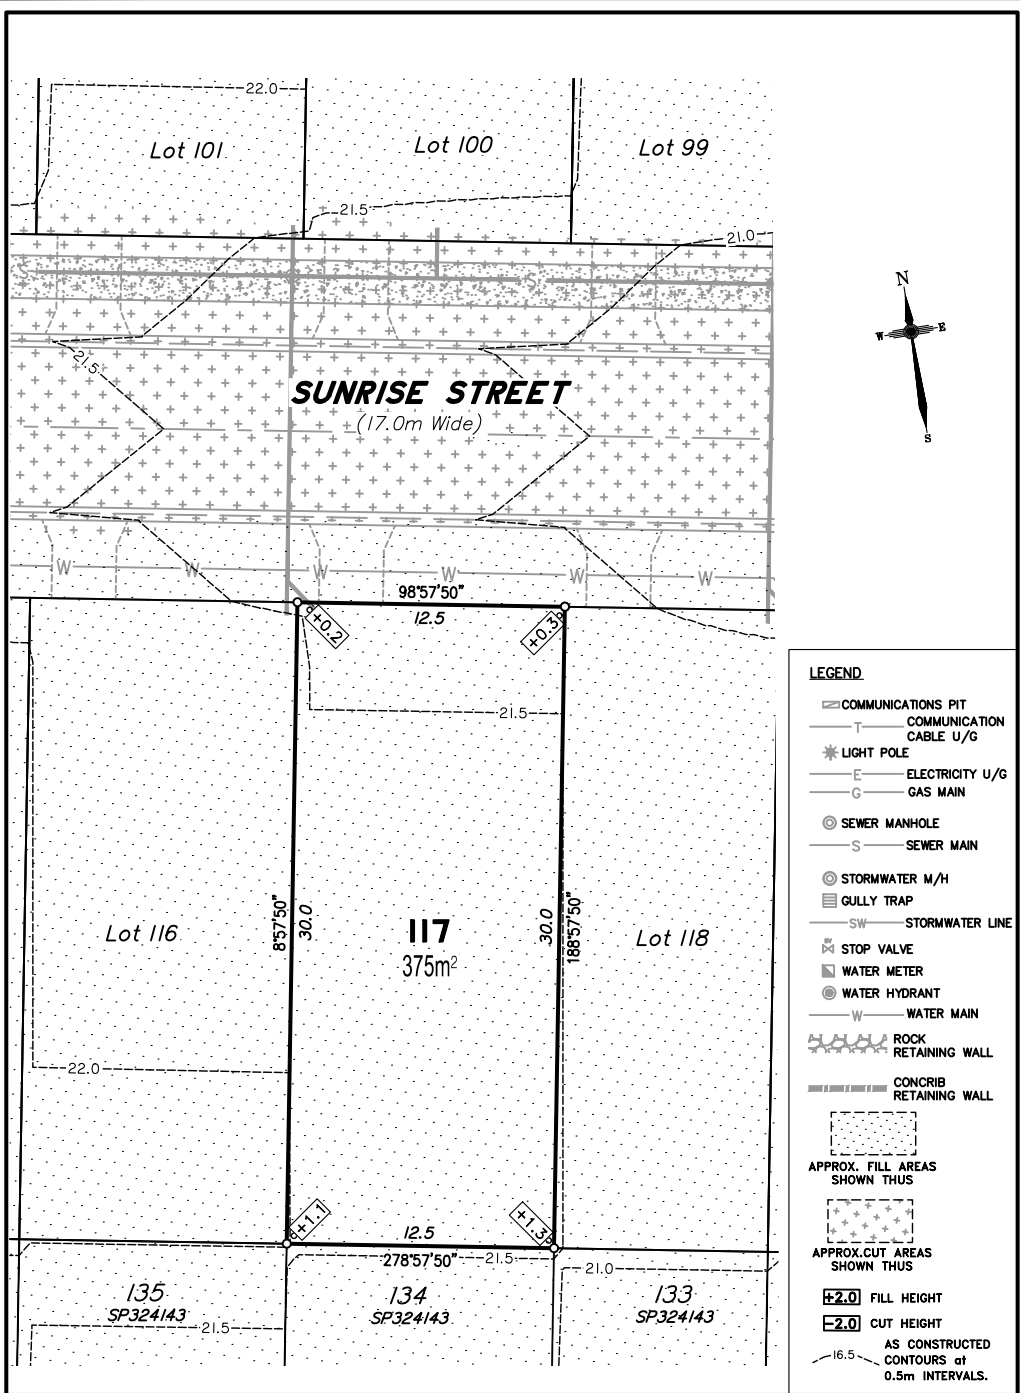 22.0
Lot 101
Lot 100
Lot 99
21.5
21.0
S
S
N
W
E
S
21.5
SUNRISE STREET
(17.0m Wide)
W
W
W
W
W
98°57'50"
12.5
+0.2
+0.3
21.5
LEGEND
COMMUNICATIONS PIT
T
COMMUNICATION
CABLE U/G
LIGHT POLE
E
ELECTRICITY U/G
G
GAS MAIN
SEWER MANHOLE
S
SEWER MAIN
STORMWATER M/H
GULLY TRAP
SW
STORMWATER LINE
SV
STOP VALVE
WATER METER
WATER HYDRANT
W
WATER MAIN
ROCK
RETAINING WALL
CONCRIB
RETAINING WALL
APPROX. FILL AREAS
SHOWN THUS
APPROX.CUT AREAS
SHOWN THUS
+2.0 FILL HEIGHT
-2.0 CUT HEIGHT
16.5
AS CONSTRUCTED
CONTOURS at
0.5m INTERVALS.
Lot 116
8°57'50"
30.0
117
375m²
30.0
188°57'50"
Lot 118
22.0
+1.1
+1.3
12.5
278°57'50"
21.5
21.0
135
SP324143
134
SP324143
133
SP324143
21.5